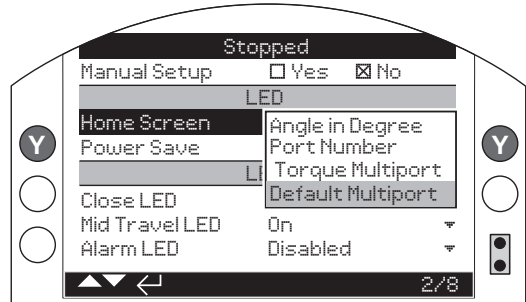 Stopped
Manual Setup Yes No
LED
Home Screen Angle in Degree
Port Number
Power Save Torque Multiport
Default Multiport
Close LED
Mid Travel LED On
Alarm LED Disabled
2/8
Y
Y